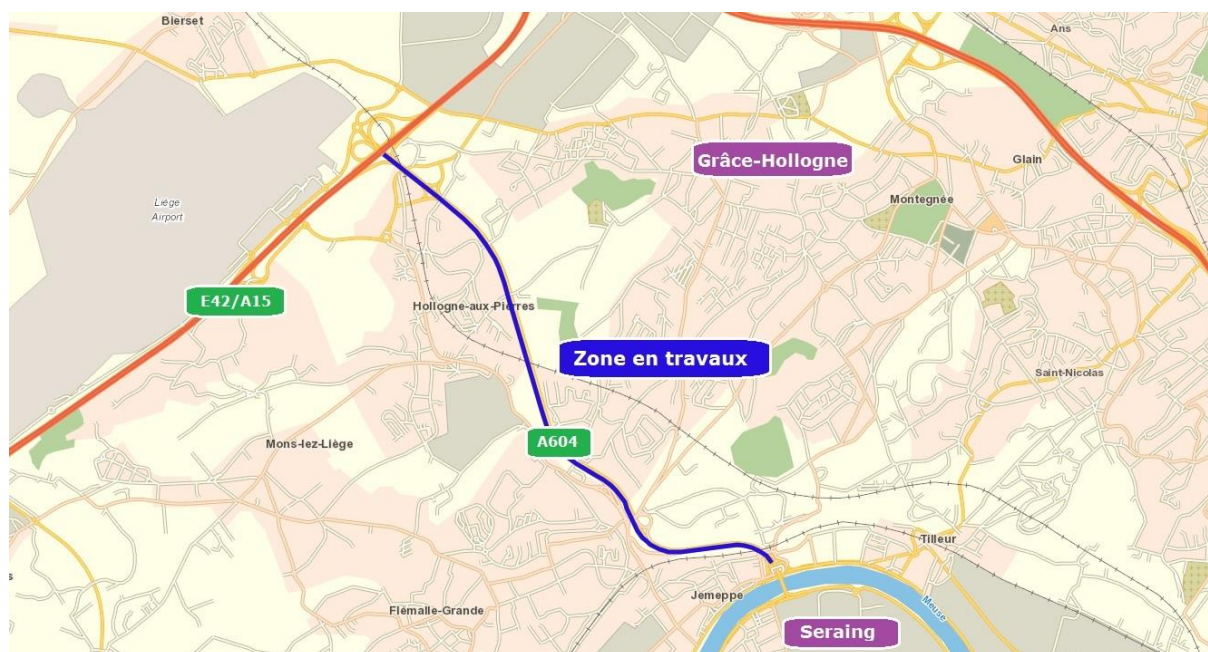 Bierset
Ans
Grâce-Hollogne
Glain
Liège
Airport
Montegnée
E42/A15
Hollogne-aux-Pierres
Zone en travaux
Saint-Nicolas
A604
Mons-lez-Liège
Tilleur
Jemeppe
Meuse
Flémalle-Grande
Seraing